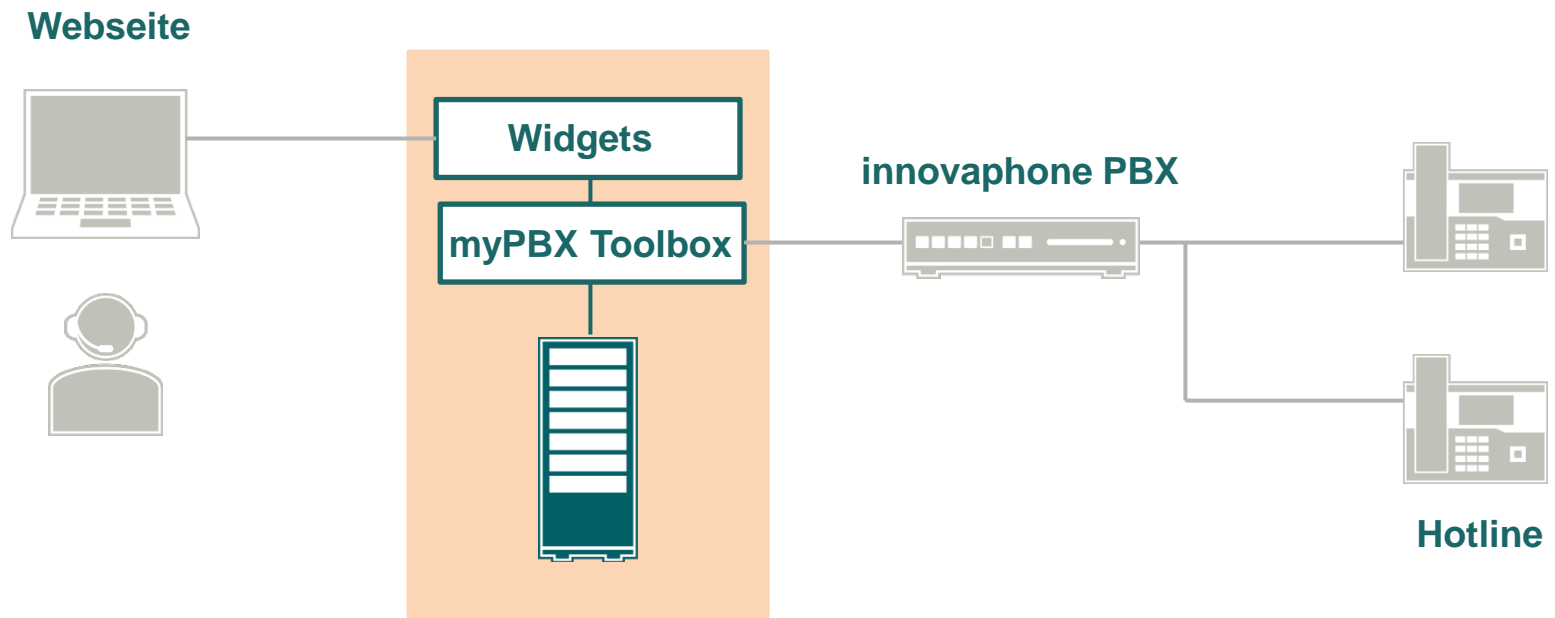 Webseite
Widgets
innovaphone PBX
myPBX Toolbox
Hotline